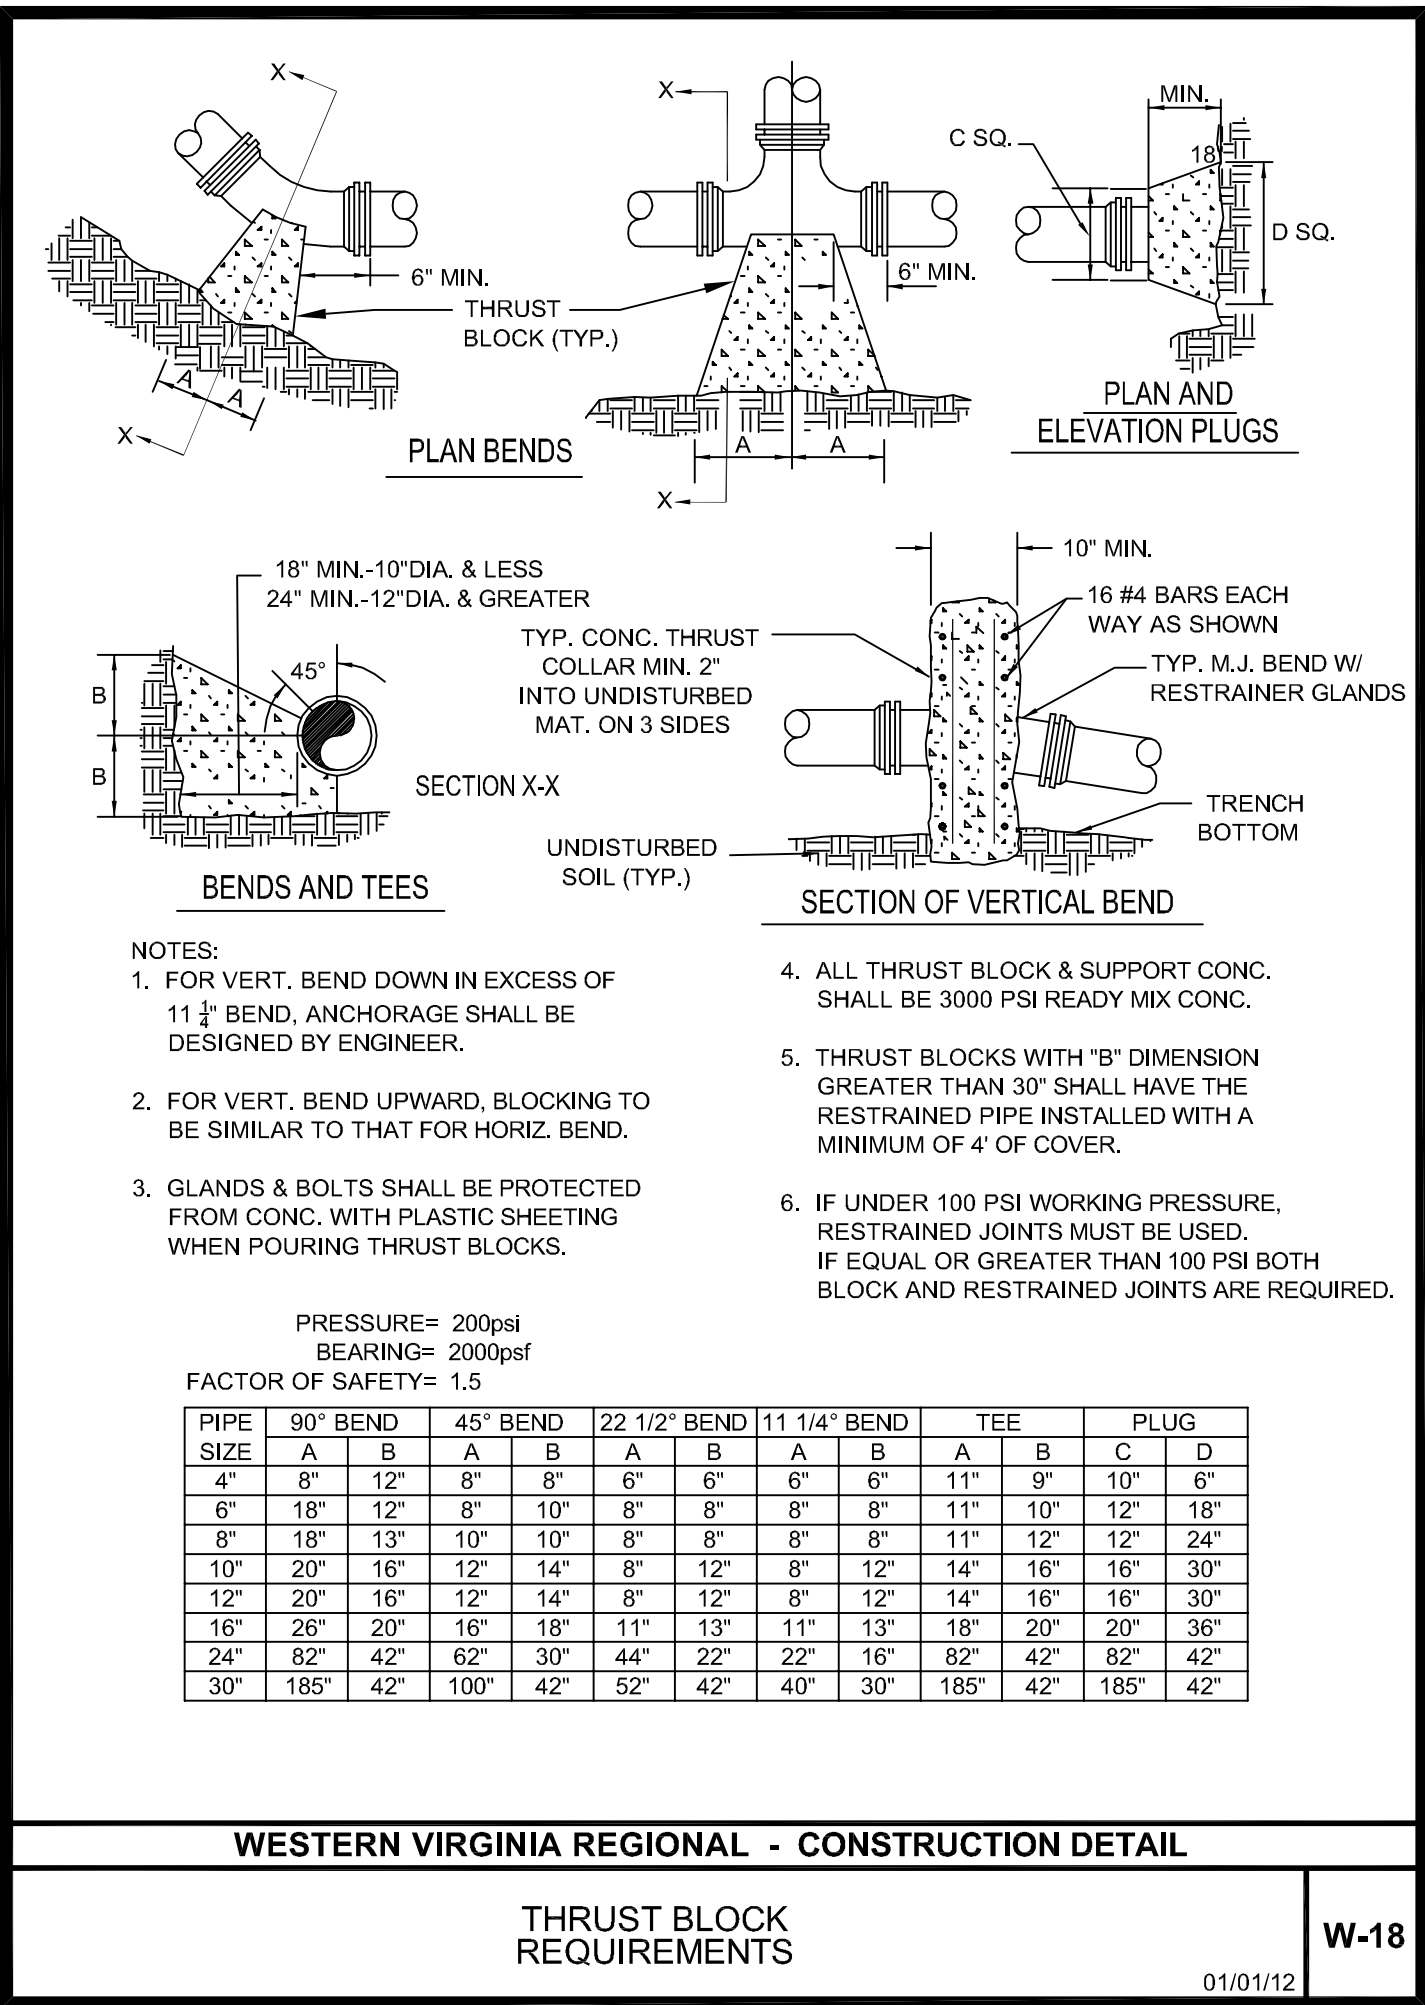 X
X
MIN.
C SQ.
18"
D SQ.
6" MIN.
6" MIN.
THRUST
BLOCK (TYP.)
A
A
X
PLAN BENDS
A
A
X
PLAN AND
ELEVATION PLUGS
18" MIN.-10"DIA. & LESS
24" MIN.-12"DIA. & GREATER
45°
B
B
SECTION X-X
BENDS AND TEES
10" MIN.
16 #4 BARS EACH
WAY AS SHOWN
TYP. CONC. THRUST
COLLAR MIN. 2"
INTO UNDISTURBED
MAT. ON 3 SIDES
TYP. M.J. BEND W/
RESTRAINER GLANDS
TRENCH
BOTTOM
UNDISTURBED
SOIL (TYP.)
SECTION OF VERTICAL BEND
NOTES:
1. FOR VERT. BEND DOWN IN EXCESS OF
11 1/4" BEND, ANCHORAGE SHALL BE
DESIGNED BY ENGINEER.
2. FOR VERT. BEND UPWARD, BLOCKING TO
BE SIMILAR TO THAT FOR HORIZ. BEND.
3. GLANDS & BOLTS SHALL BE PROTECTED
FROM CONC. WITH PLASTIC SHEETING
WHEN POURING THRUST BLOCKS.
4. ALL THRUST BLOCK & SUPPORT CONC.
SHALL BE 3000 PSI READY MIX CONC.
5. THRUST BLOCKS WITH "B" DIMENSION
GREATER THAN 30" SHALL HAVE THE
RESTRAINED PIPE INSTALLED WITH A
MINIMUM OF 4' OF COVER.
6. IF UNDER 100 PSI WORKING PRESSURE,
RESTRAINED JOINTS MUST BE USED.
IF EQUAL OR GREATER THAN 100 PSI BOTH
BLOCK AND RESTRAINED JOINTS ARE REQUIRED.
PRESSURE= 200psi
BEARING= 2000psf
FACTOR OF SAFETY= 1.5
PIPE 90° BEND 45° BEND 22 1/2° BEND 11 1/4° BEND TEE PLUG
SIZE A B A B A B A B A B C D
4" 8" 12" 8" 8" 6" 6" 6" 6" 11" 9" 10" 6"
6" 18" 12" 8" 10" 8" 8" 8" 8" 11" 10" 12" 18"
8" 18" 13" 10" 10" 8" 8" 8" 8" 11" 12" 12" 24"
10" 20" 16" 12" 14" 8" 12" 8" 12" 14" 16" 16" 30"
12" 20" 16" 12" 14" 8" 12" 8" 12" 14" 16" 16" 30"
16" 26" 20" 16" 18" 11" 13" 11" 13" 18" 20" 20" 36"
24" 82" 42" 62" 30" 44" 22" 22" 16" 82" 42" 82" 42"
30" 185" 42" 100" 42" 52" 42" 40" 30" 185" 42" 185" 42"
WESTERN VIRGINIA REGIONAL - CONSTRUCTION DETAIL
THRUST BLOCK
REQUIREMENTS
W-18
01/01/12